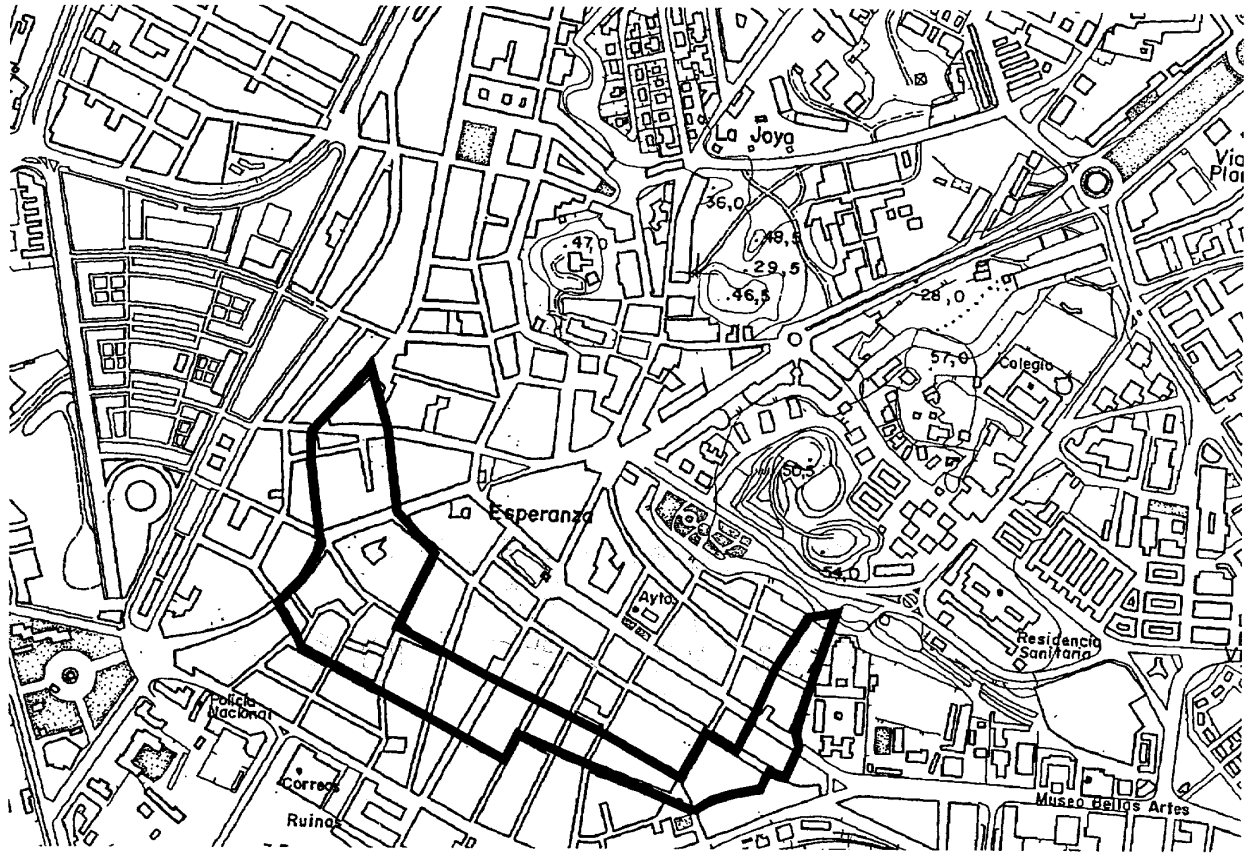 La Joya
Via
Plan
36,0
47,0
48,5
29,5
46,5
28,0
57,0
Colegio
50,5
La Esperanza
54,0
Ayto.
Residencia
Sanitaria
Policia
Nacional
Correos
Ruinas
Museo Bellas Artes